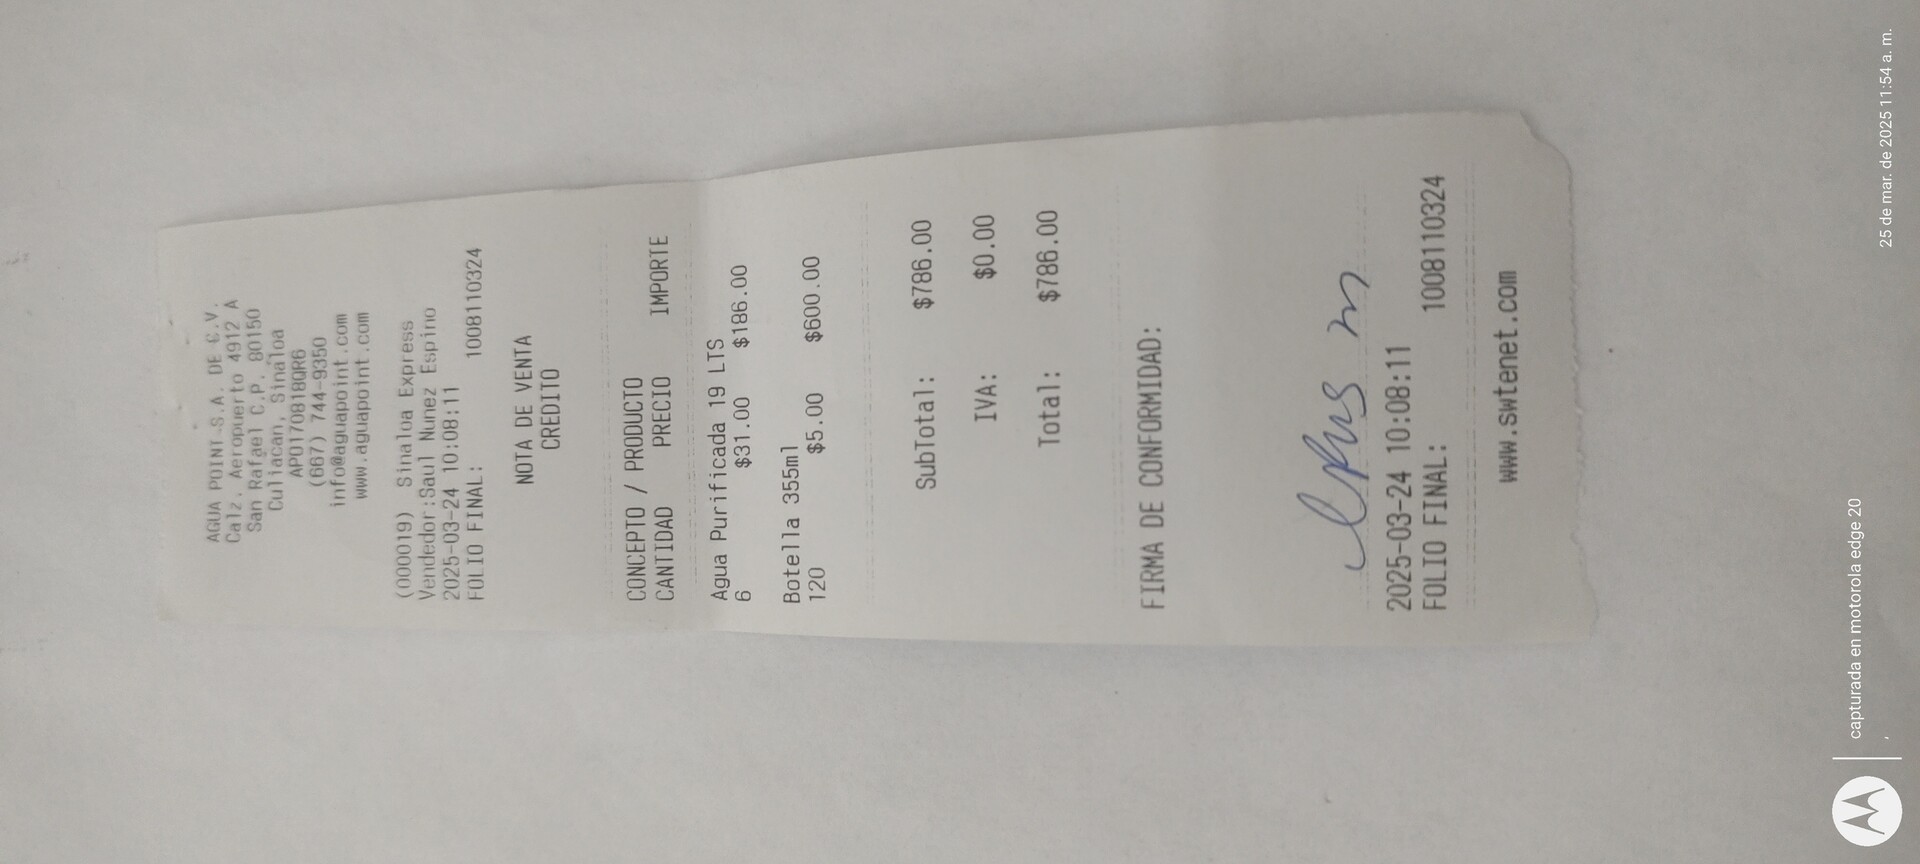 AGUA POINT S.A. DE C.V.
Calz. Aeropuerto 4912 A
San Rafael C.P. 80150
Culiacan, Sinaloa
APO170818QR6
(667) 744-9350
info@aguapoint.com
www.aguapoint.com
(000019) Sinaloa Express
Vendedor:Saul Nunez Espino
2025-03-24 10:08:11
FOLIO FINAL: 1008110324
NOTA DE VENTA
CREDITO
CONCEPTO / PRODUCTO
CANTIDAD PRECIO IMPORTE
Agua Purificada 19 LTS
6 $31.00 $186.00
Botella 355ml
120 $5.00 $600.00
SubTotal: $786.00
IVA: $0.00
Total: $786.00
FIRMA DE CONFORMIDAD:
2025-03-24 10:08:11
FOLIO FINAL: 1008110324
www.swtenet.com
capturada en motorola edge 20
25 de mar. de 2025 11:54 a. m.